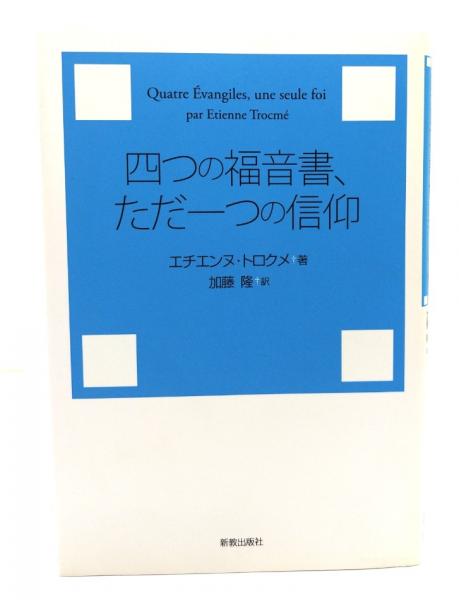 Quatre Évangiles, une seule foi
par Etienne Trocmé
四つの福音書、
ただ一つの信仰
エチエンヌ・トロクメ†著
加藤 隆†訳
新教出版社